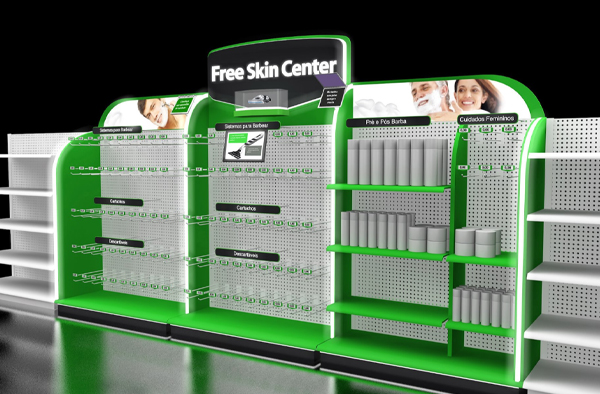 Free Skin Center
Sistemas para Barbear
Sistemas para Barbear
Pré e Pós Barba
Cuidados Femininos
Cartuchos
Cartuchos
Descartáveis
Descartáveis